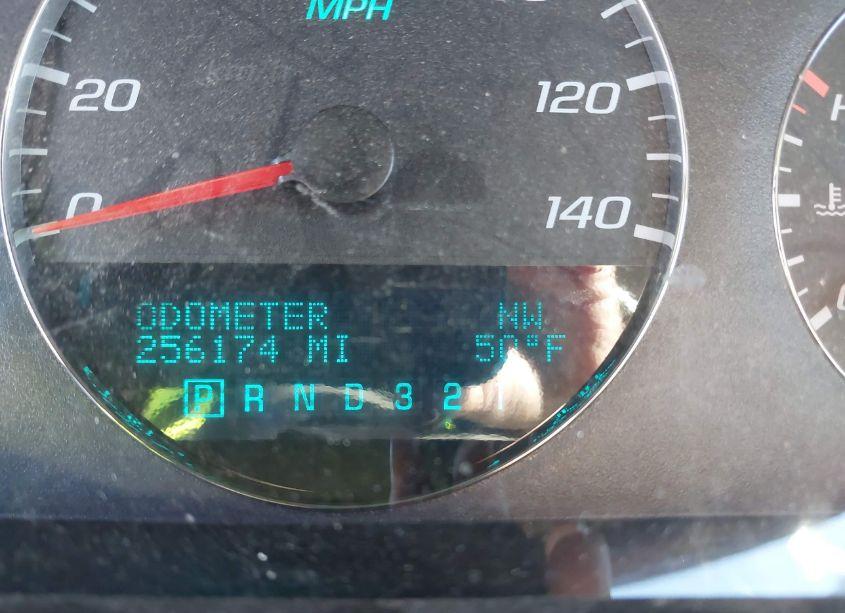 MPH
20 120 H
0 140
ODOMETER NW
256174 MI 50°F
P R N D 3 2 1